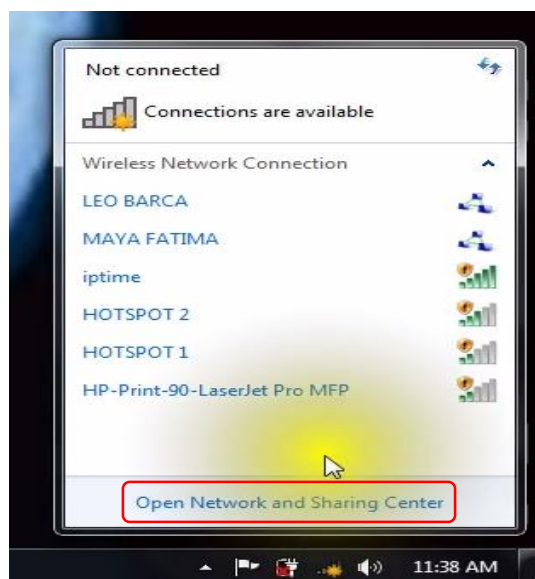 Not connected
Connections are available
Wireless Network Connection
LEO BARCA
MAYA FATIMA
iptime
HOTSPOT 2
HOTSPOT 1
HP-Print-90-LaserJet Pro MFP
Open Network and Sharing Center
11:38 AM